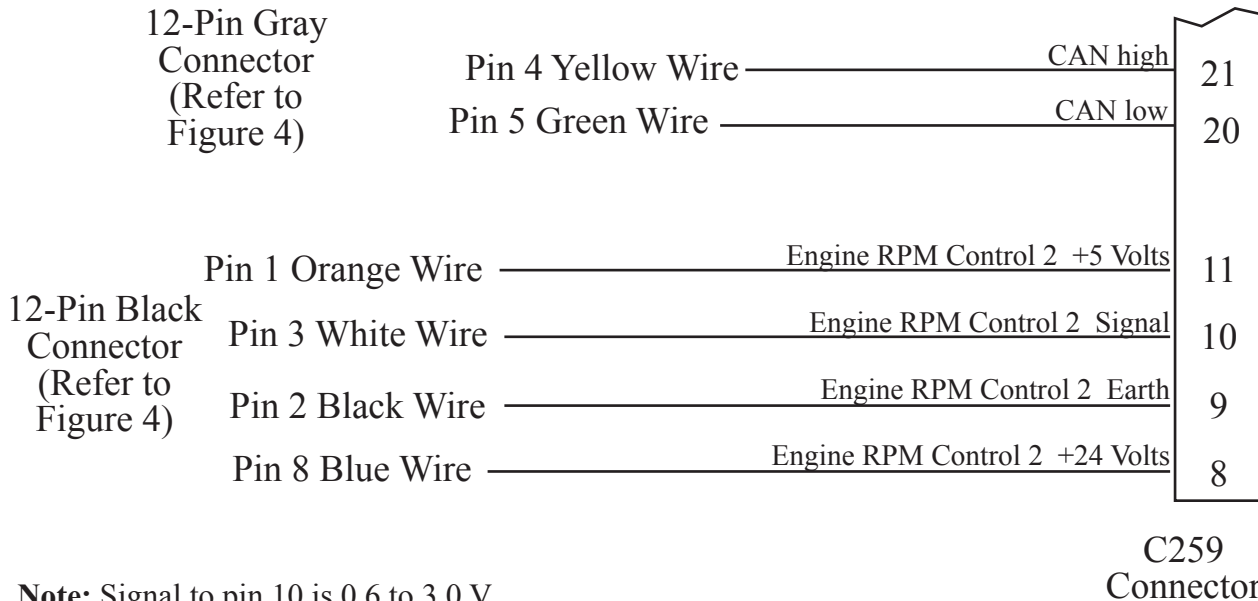 12-Pin Gray
Connector
(Refer to
Figure 4)
Pin 4 Yellow Wire CAN high 21
Pin 5 Green Wire CAN low 20
12-Pin Black
Connector
(Refer to
Figure 4)
Pin 1 Orange Wire Engine RPM Control 2 +5 Volts 11
Pin 3 White Wire Engine RPM Control 2 Signal 10
Pin 2 Black Wire Engine RPM Control 2 Earth 9
Pin 8 Blue Wire Engine RPM Control 2 +24 Volts 8
C259
Connector
Note: Signal to pin 10 is 0.6 to 3.0 V